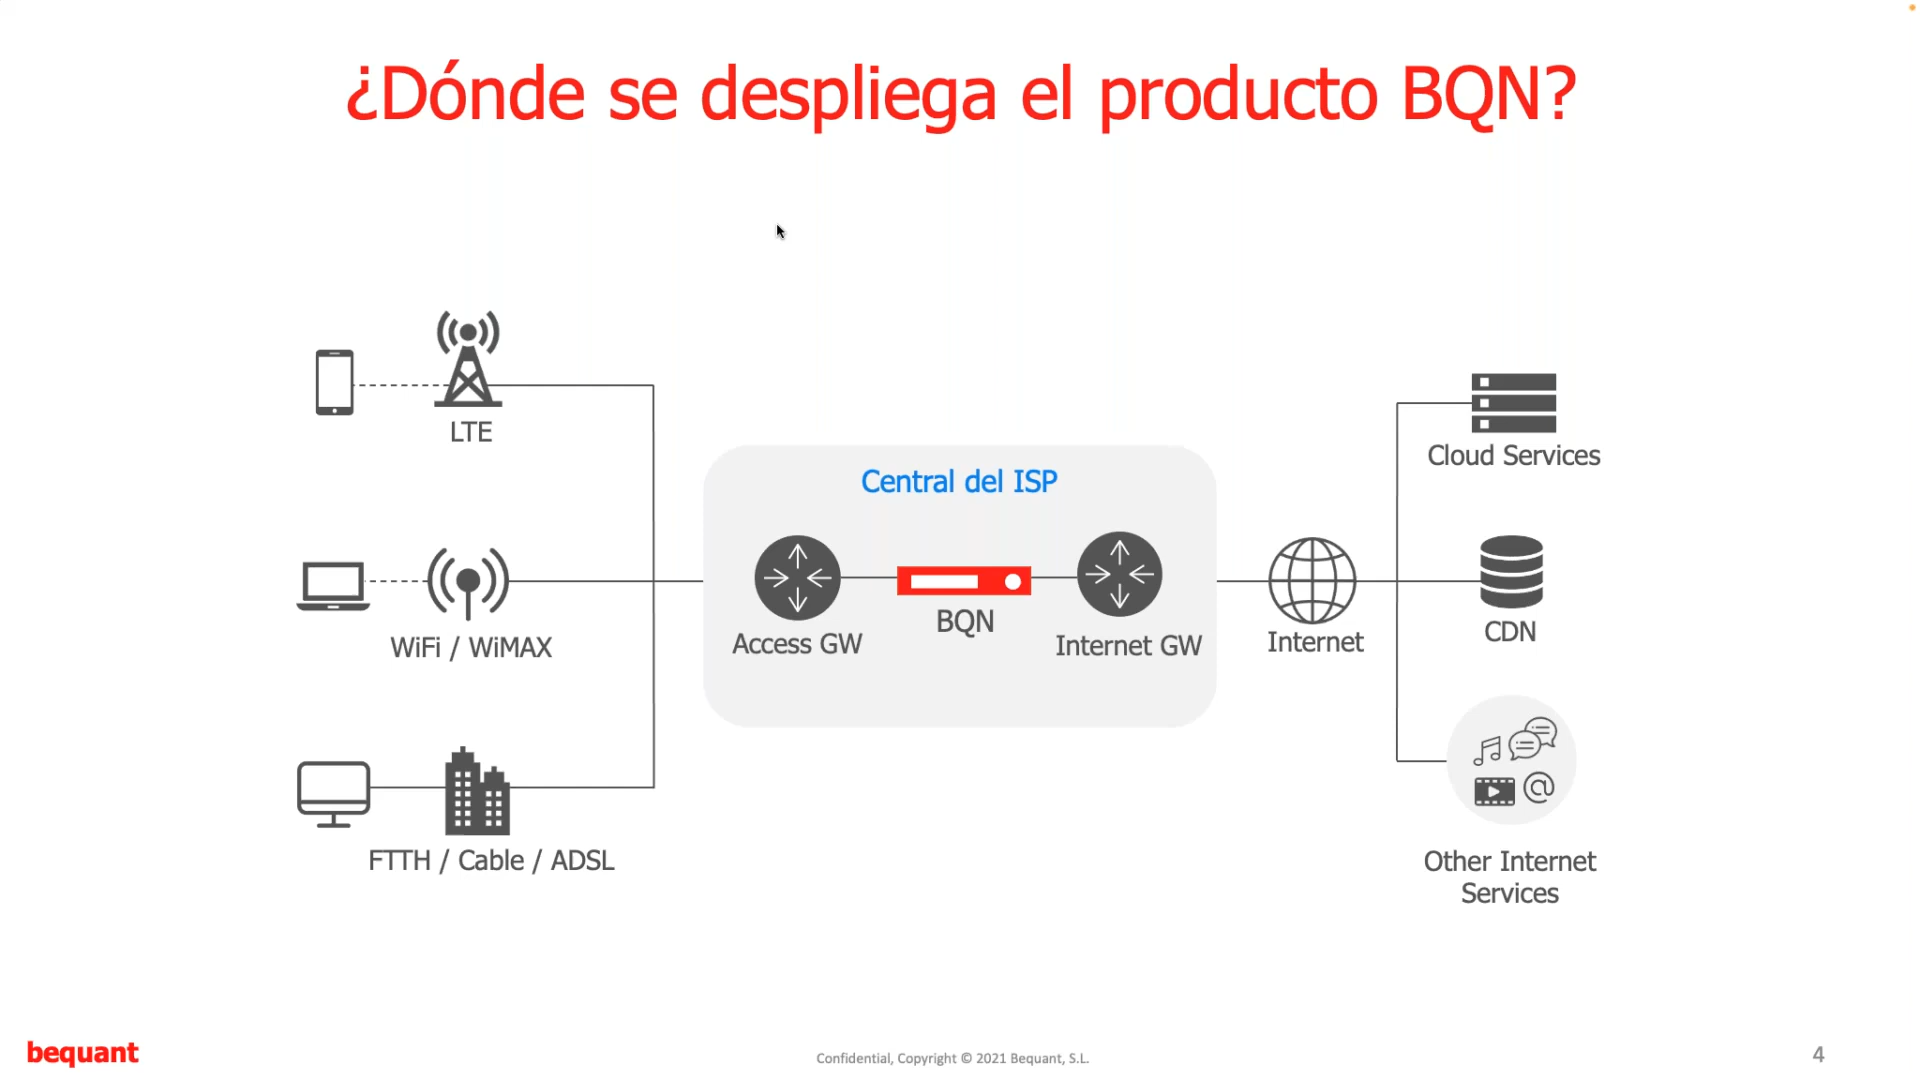 ¿Dónde se despliega el producto BQN?
LTE
WiFi / WiMAX
FTTH / Cable / ADSL
Central del ISP
Access GW
BQN
Internet GW
Internet
Cloud Services
CDN
Other Internet
Services
bequant
Confidential, Copyright © 2021 Bequant, S.L.
4